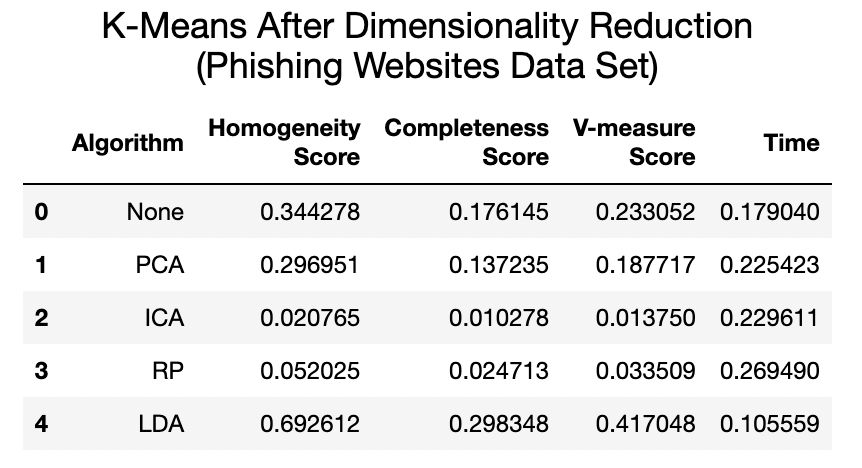 K-Means After Dimensionality Reduction
(Phishing Websites Data Set)
Algorithm Homogeneity Score Completeness Score V-measure Score Time
0 None 0.344278 0.176145 0.233052 0.179040
1 PCA 0.296951 0.137235 0.187717 0.225423
2 ICA 0.020765 0.010278 0.013750 0.229611
3 RP 0.052025 0.024713 0.033509 0.269490
4 LDA 0.692612 0.298348 0.417048 0.105559